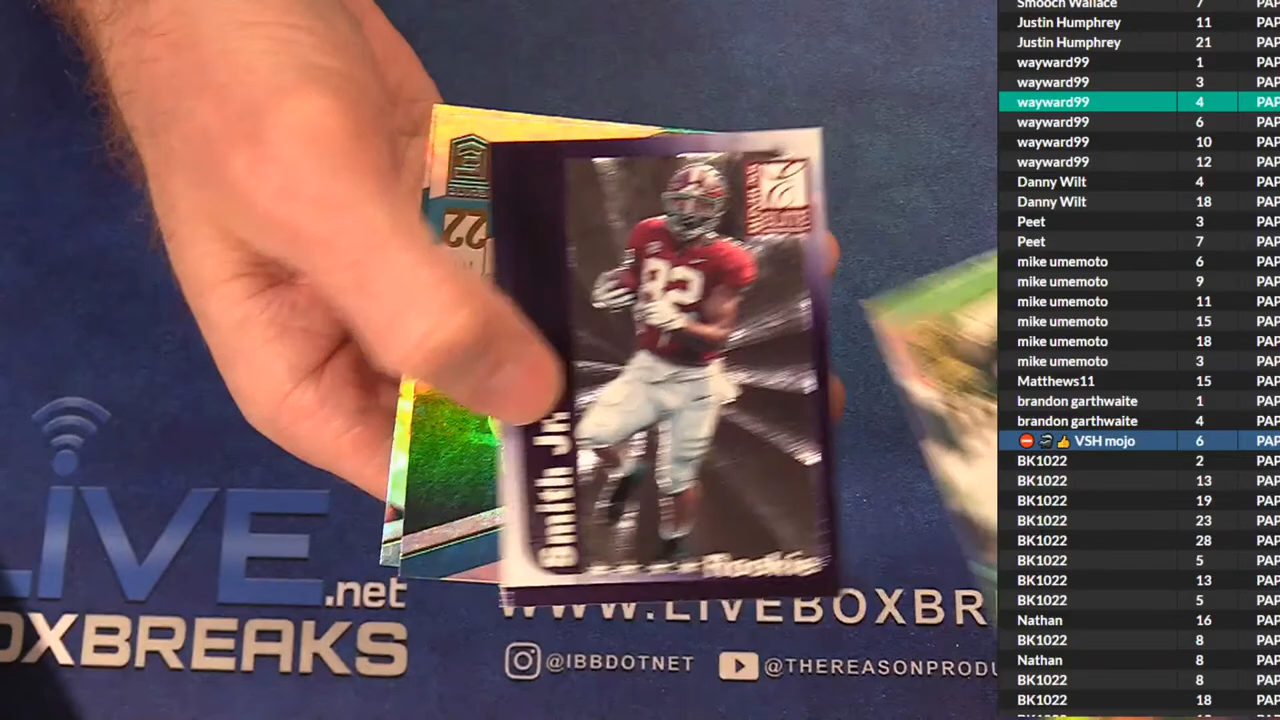 Smooch Wallace 7 PAP
Justin Humphrey 11 PAP
Justin Humphrey 21 PAP
wayward99 1 PAP
wayward99 3 PAP
wayward99 4 PAP
wayward99 6 PAP
wayward99 10 PAP
wayward99 12 PAP
Danny Wilt 4 PAP
Danny Wilt 18 PAP
Peet 3 PAP
Peet 7 PAP
mike umemoto 6 PAP
mike umemoto 9 PAP
mike umemoto 11 PAP
mike umemoto 15 PAP
mike umemoto 18 PAP
mike umemoto 3 PAP
Matthews11 15 PAP
brandon garthwaite 1 PAP
brandon garthwaite 4 PAP
VSH mojo 6 PAP
BK1022 2 PAP
BK1022 13 PAP
BK1022 19 PAP
BK1022 23 PAP
BK1022 28 PAP
BK1022 5 PAP
BK1022 13 PAP
BK1022 5 PAP
Nathan 16 PAP
BK1022 8 PAP
Nathan 8 PAP
BK1022 8 PAP
BK1022 18 PAP
22
82
Smith Jr.
Rookie
LIVE
.net
OXBREAKS
WWW.LIVEBOXBR
@IBBDOTNET
@THEREASONPRODU